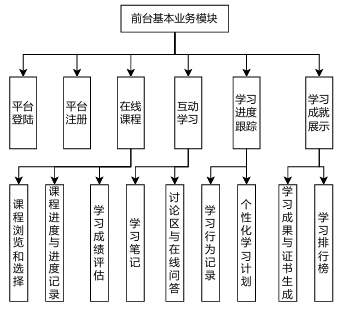 前台基本业务模块
平台
登陆
平台
注册
在线
课程
互动
学习
学习
进度
跟踪
学习
成就
展示
课程浏览和选择
课程进度与进度记录
学习成绩评估
学习笔记
讨论区与在线问答
学习行为记录
个性化学习计划
学习成果与证书生成
学习排行榜